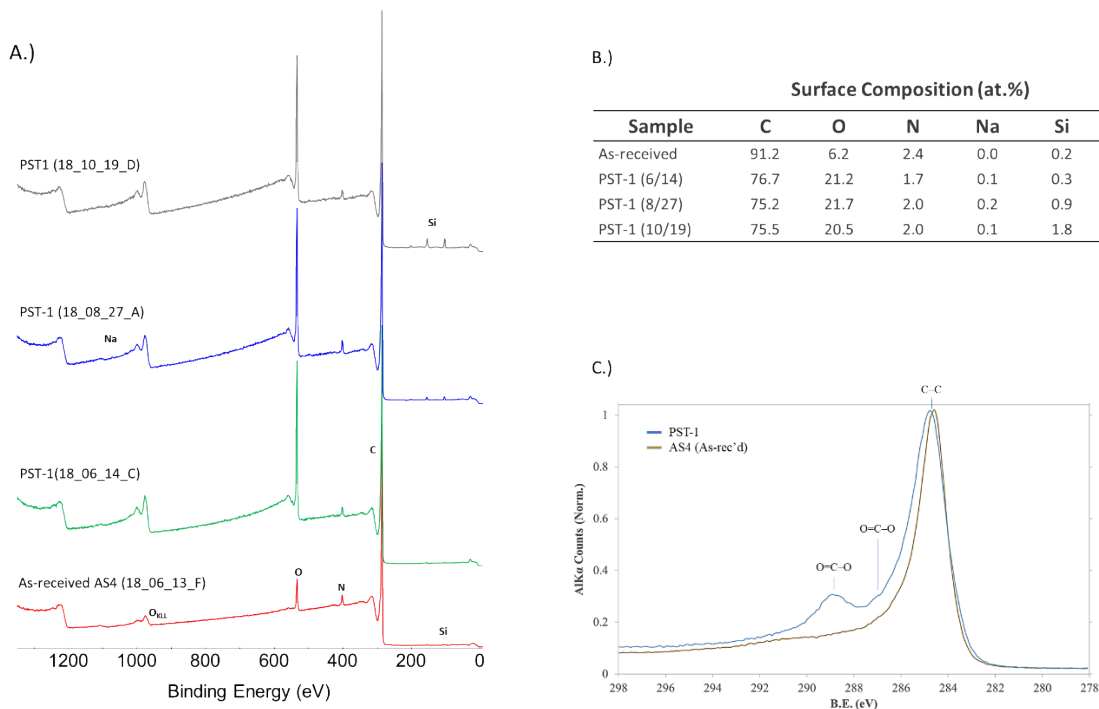 A.)
PST1 (18_10_19_D)
Si
PST-1 (18_08_27_A)
Na
C
PST-1(18_06_14_C)
As-received AS4 (18_06_13_F)
O
N
OKLL
Si
1200 1000 800 600 400 200 0
Binding Energy (eV)
B.)
Surface Composition (at.%)
Sample C O N Na Si
As-received 91.2 6.2 2.4 0.0 0.2
PST-1 (6/14) 76.7 21.2 1.7 0.1 0.3
PST-1 (8/27) 75.2 21.7 2.0 0.2 0.9
PST-1 (10/19) 75.5 20.5 2.0 0.1 1.8
C.)
C–C
PST-1
AS4 (As-rec'd)
O=C–O
O=C–O
1
0.8
0.6
0.4
0.2
0
AlKα Counts (Norm.)
298 296 294 292 290 288 286 284 282 280 278
B.E. (eV)